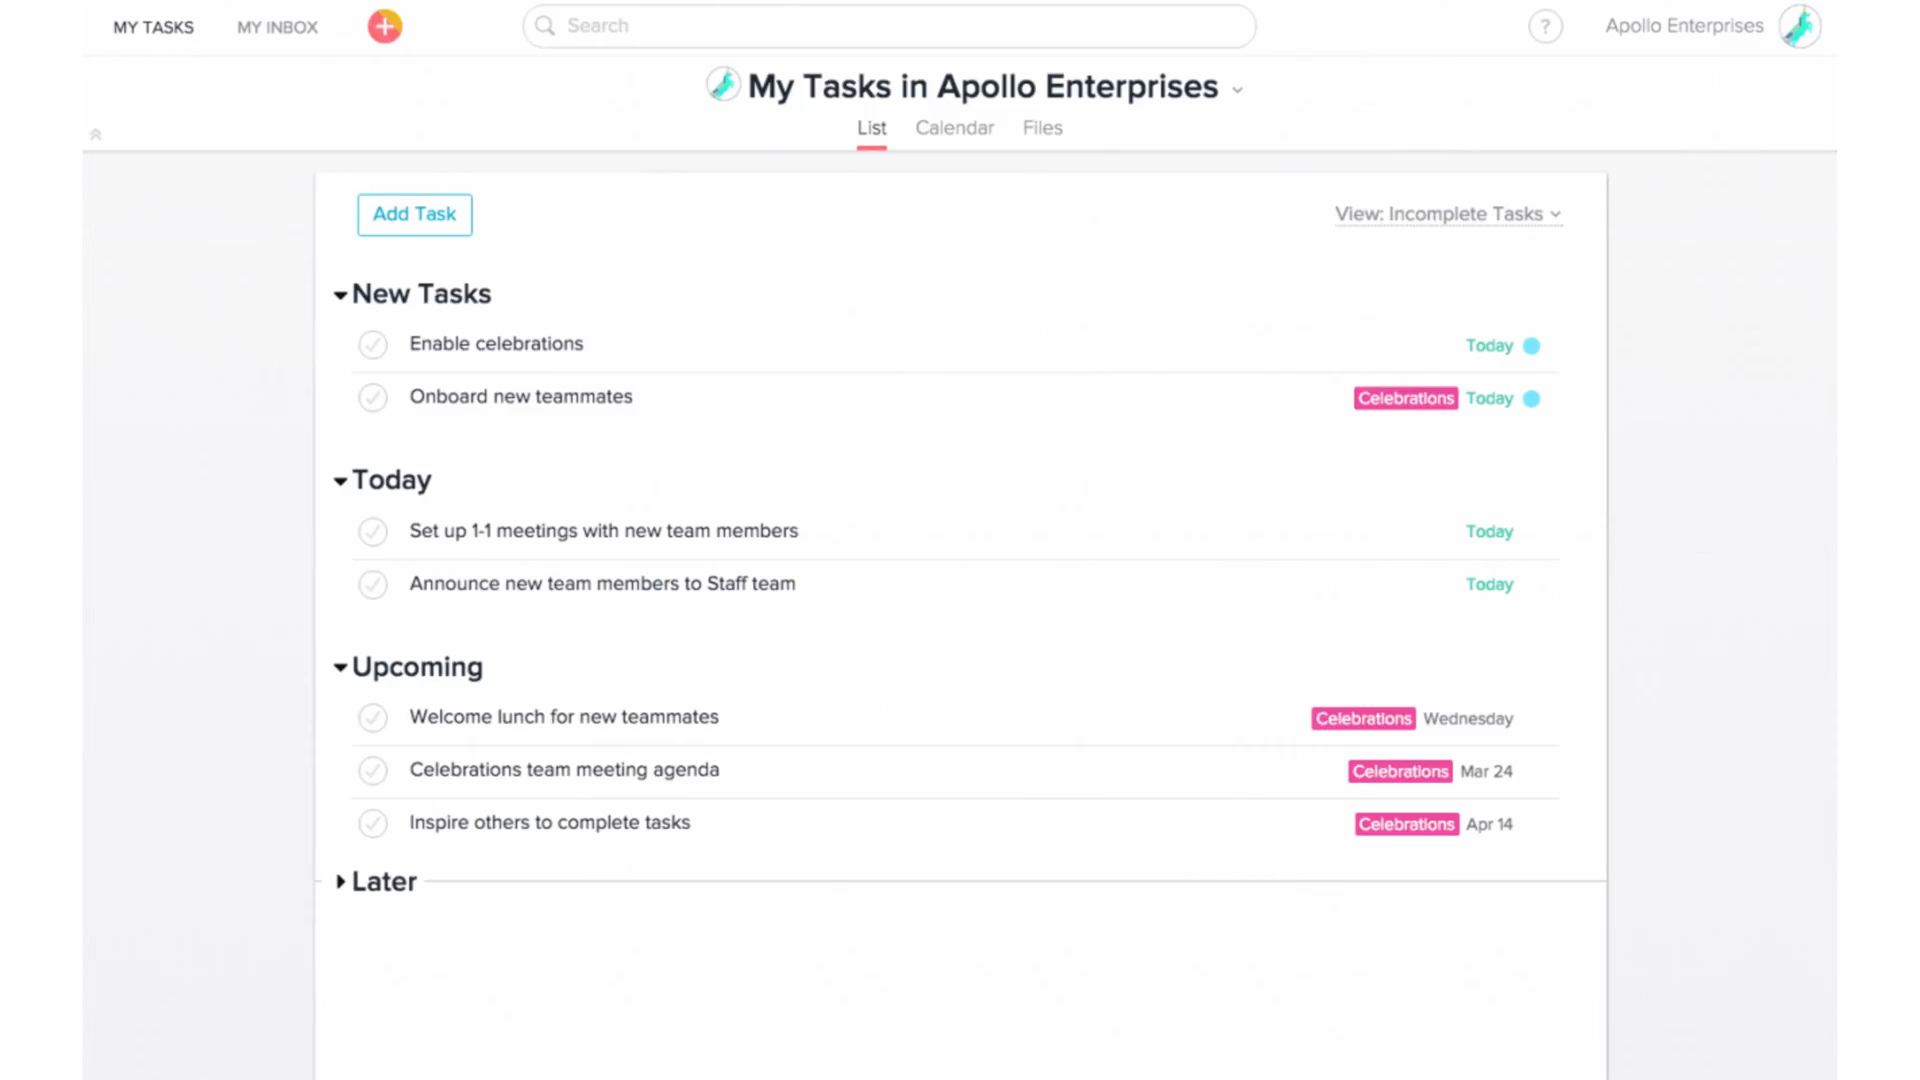 MY TASKS MY INBOX + Search ? Apollo Enterprises
My Tasks in Apollo Enterprises
List Calendar Files
Add Task View: Incomplete Tasks
New Tasks
Enable celebrations Today
Onboard new teammates Celebrations Today
Today
Set up 1-1 meetings with new team members Today
Announce new team members to Staff team Today
Upcoming
Welcome lunch for new teammates Celebrations Wednesday
Celebrations team meeting agenda Celebrations Mar 24
Inspire others to complete tasks Celebrations Apr 14
Later